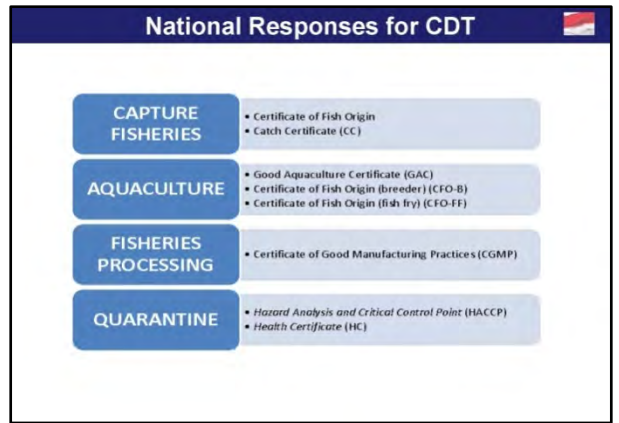 National Responses for CDT
CAPTURE
FISHERIES
• Certificate of Fish Origin
• Catch Certificate (CC)
AQUACULTURE
• Good Aquaculture Certificate (GAC)
• Certificate of Fish Origin (breeder) (CFO-B)
• Certificate of Fish Origin (fish fry) (CFO-FF)
FISHERIES
PROCESSING
• Certificate of Good Manufacturing Practices (CGMP)
QUARANTINE
• Hazard Analysis and Critical Control Point (HACCP)
• Health Certificate (HC)